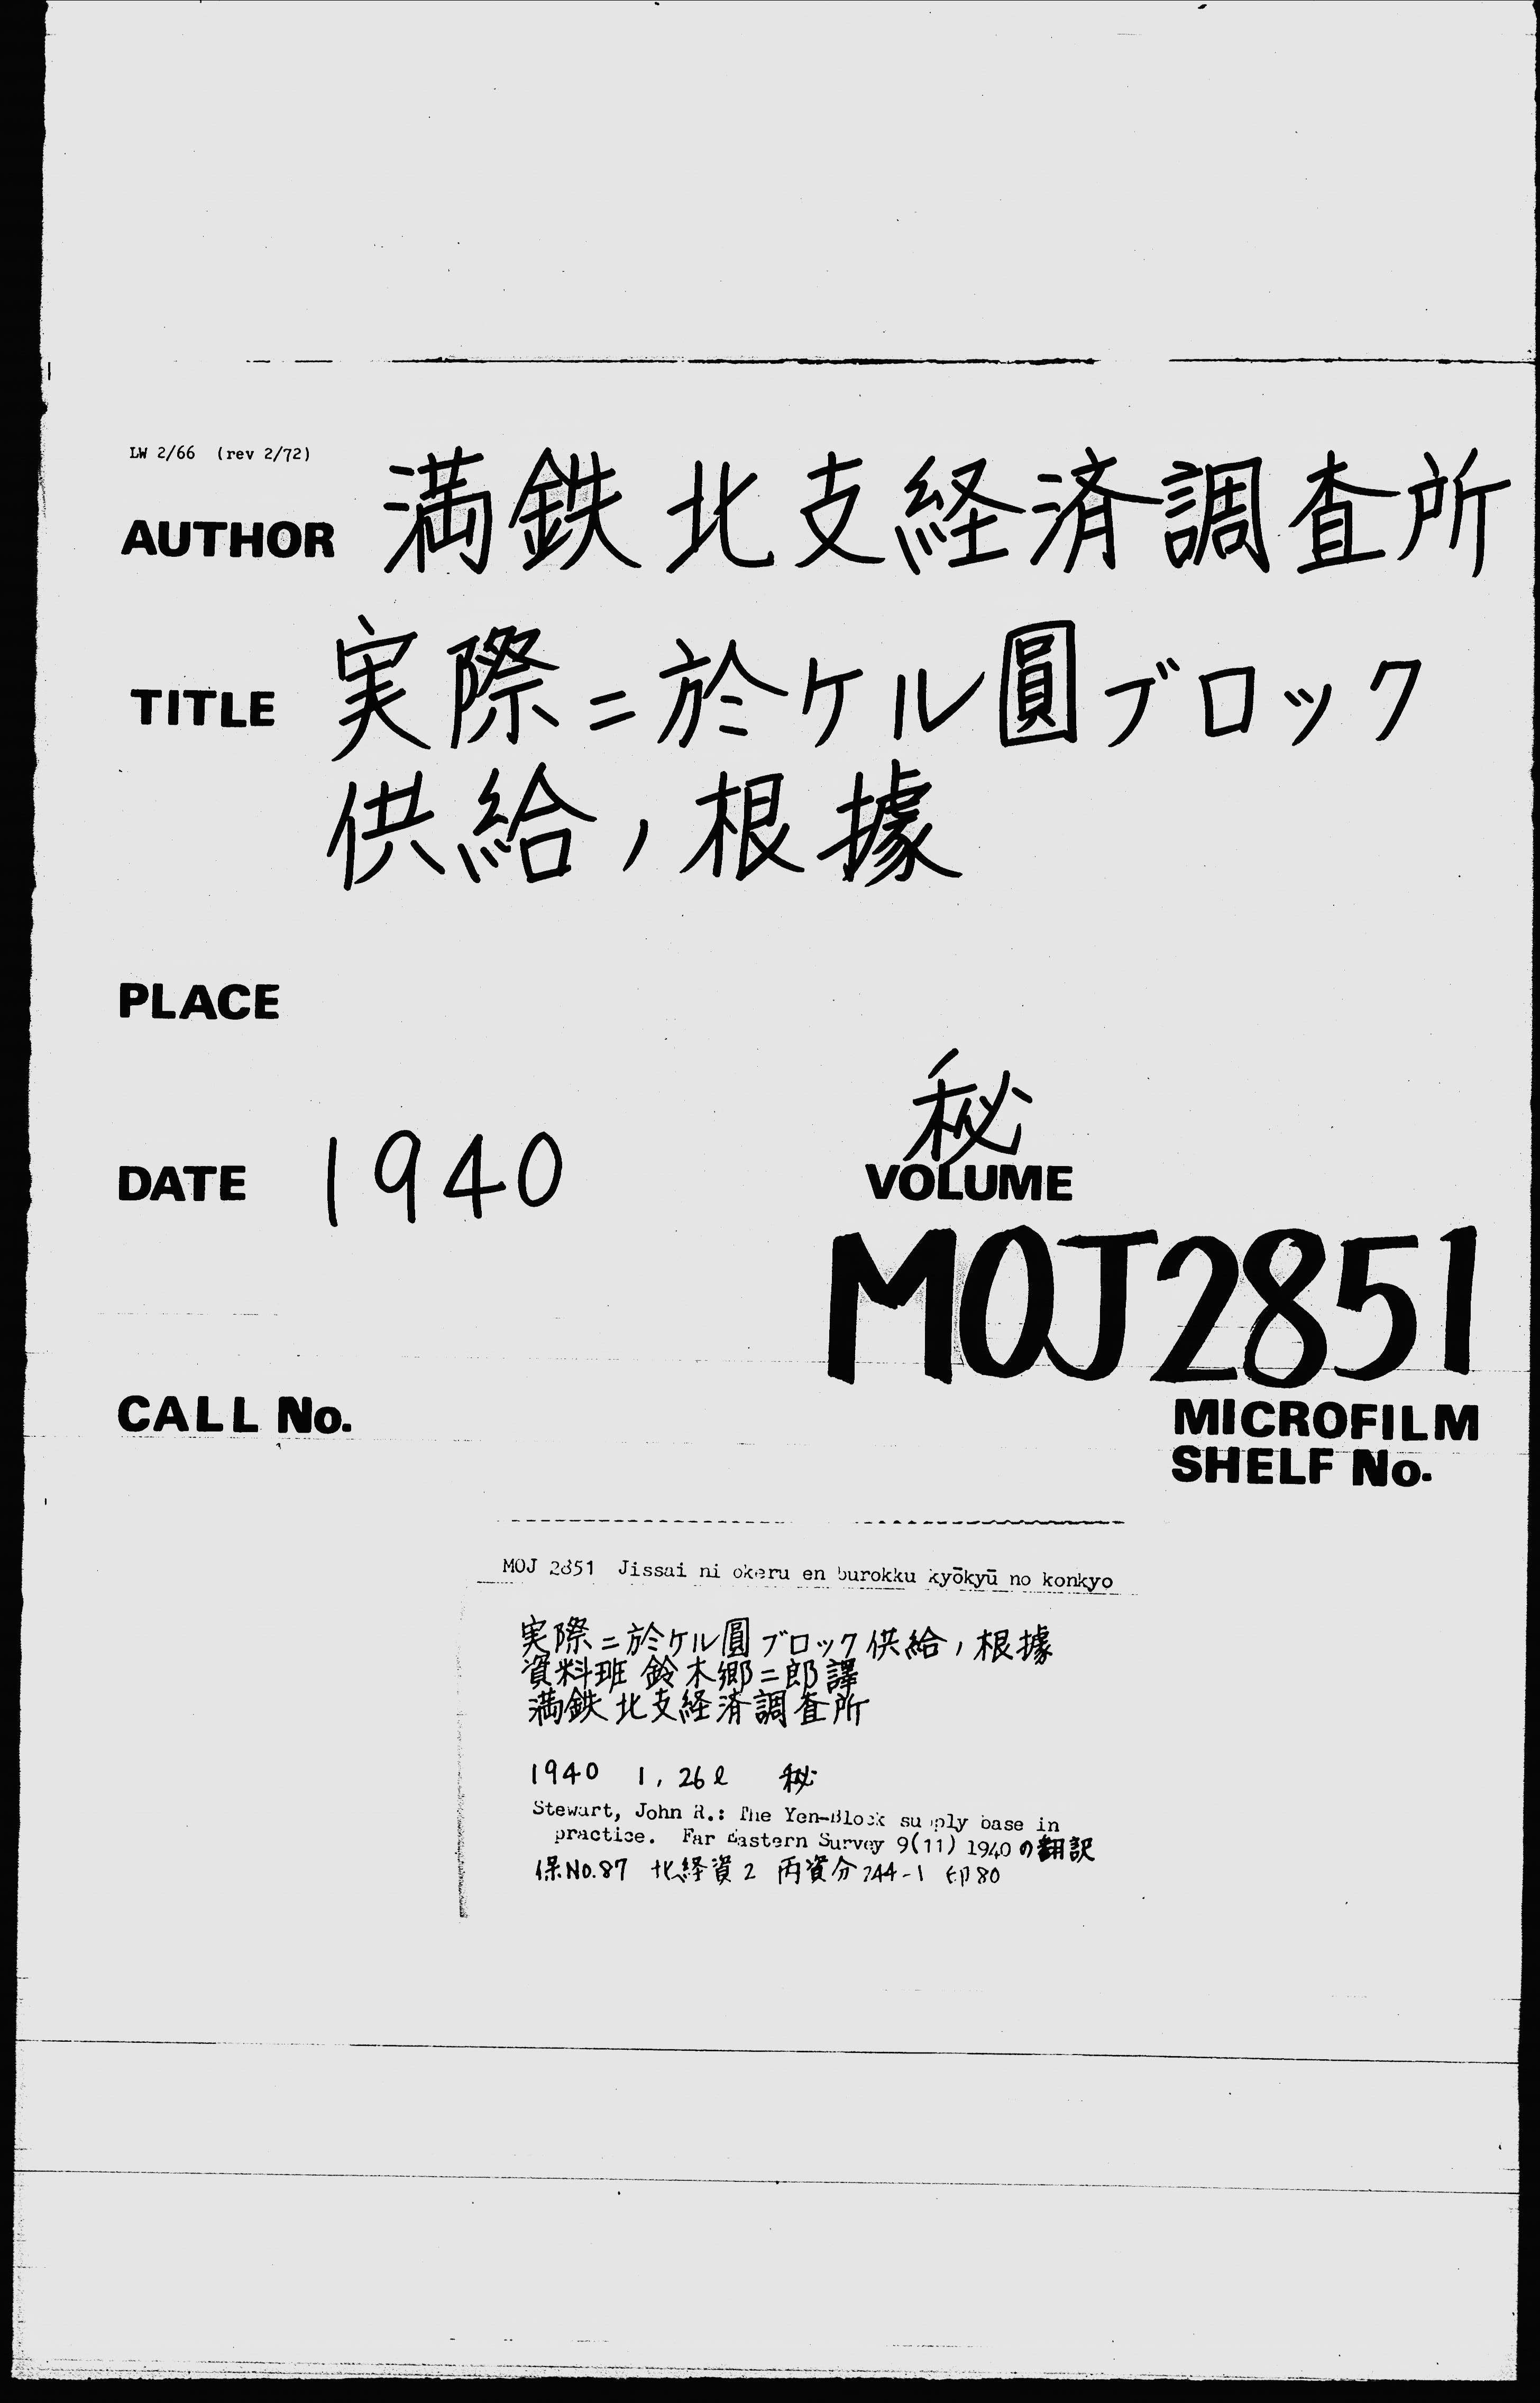 LW 2/66 (rev 2/72)
AUTHOR 満鉄北支経済調査所
TITLE 実際ニ於ケル圓ブロック
供給ノ根據
PLACE
秘
DATE 1940 VOLUME
MOJ2851
CALL No. MICROFILM
SHELF No.
MOJ 2851 Jissai ni okeru en burokku kyōkyū no konkyo
実際ニ於ケル圓ブロック供給ノ根據
資料班 鈴木郷二郎譯
満鉄北支経済調査所
1940 1, 26ℓ 秘
Stewart, John R.: The Yen-Block supply base in
practice. Far Eastern Survey 9(11) 1940の翻訳
保No.87 北経資2 丙資分244-1 印80